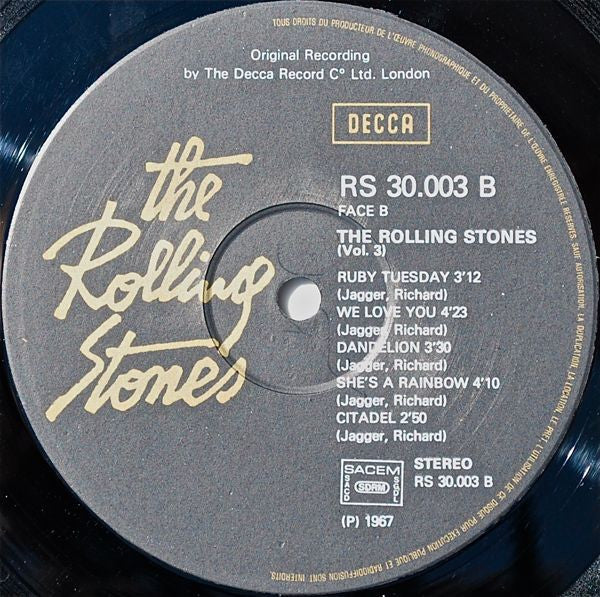 TOUS DROITS DU PRODUCTEUR DE L'ŒUVRE PHONOGRAPHIQUE ET DU PROPRIETAIRE DE L'ŒUVRE ENREGISTREE RESERVES. SAUF AUTORISATION, LA DUPLICATION, LA LOCATION, LE PRET, L'UTILISATION DE CE DISQUE POUR EXECUTION PUBLIQUE ET RADIODIFFUSION SONT INTERDITS.
Original Recording
by The Decca Record Cº Ltd. London
DECCA
the
Rolling
Stones
RS 30.003 B
FACE B
THE ROLLING STONES
(Vol. 3)
RUBY TUESDAY 3'12
(Jagger, Richard)
WE LOVE YOU 4'23
(Jagger, Richard)
DANDELION 3'30
(Jagger, Richard)
SHE'S A RAINBOW 4'10
(Jagger, Richard)
CITADEL 2'50
(Jagger, Richard)
SACEM
SACD
SDRM
SGDL
STEREO
RS 30.003 B
(P) 1967